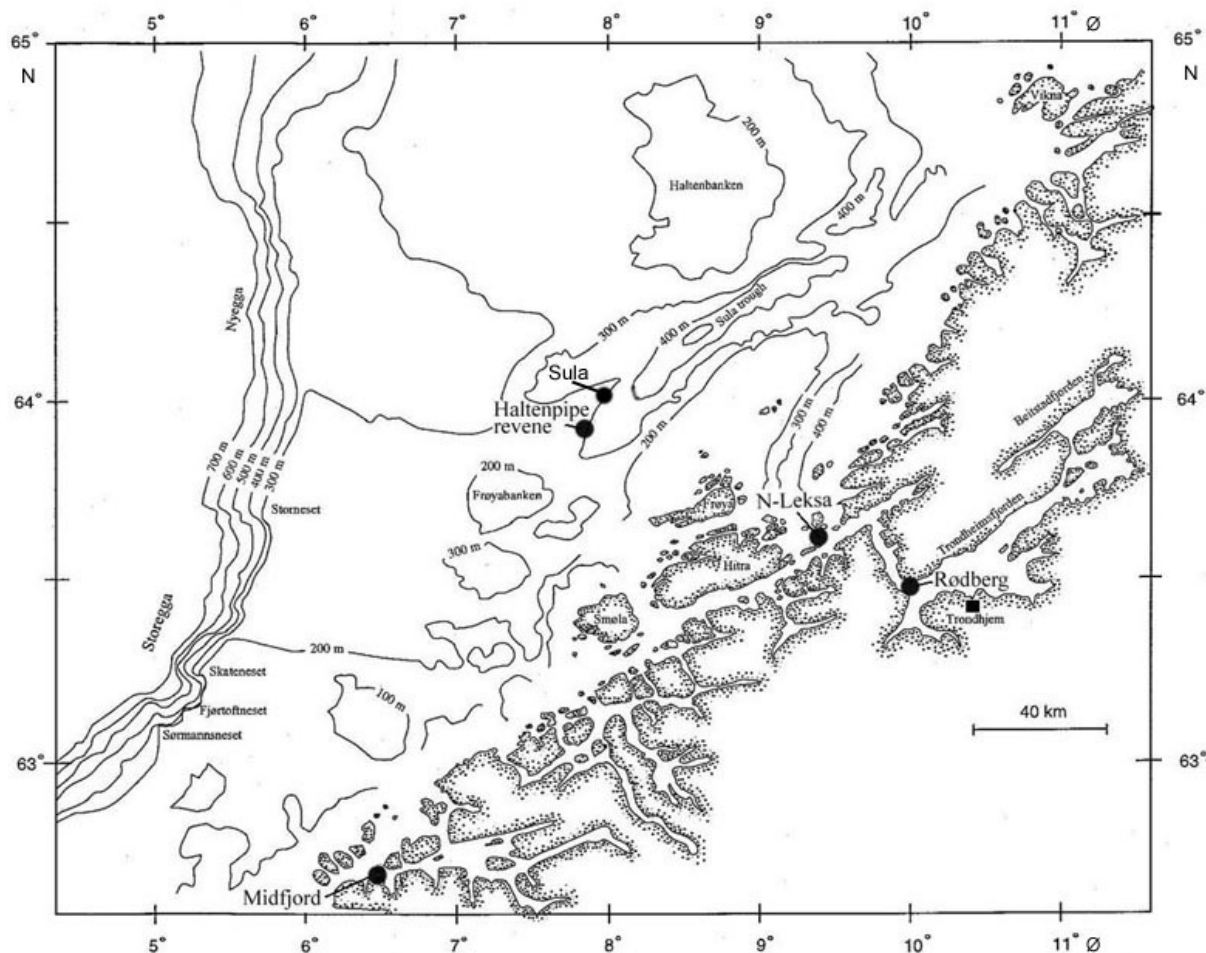 5° 6° 7° 8° 9° 10° 11° Ø
65° 65°
N N
Vikna
200 m
Haltenbanken
400 m
Nyegga
300 m
400 m
Sula trough
Sula
64° 64°
Haltenpipe
revene
200 m
300 m
400 m
Beitstadfjorden
700 m
600 m
500 m
400 m
300 m
200 m
Frøyabanken
Storneset
Frøya
N-Leksa
Trondheimsfjorden
300 m
Hitra
Rødberg
Storegga
Smøla
Trondhjem
200 m
Skateneset
100 m
Fjørtoftneset
40 km
Sørmannsneset
63° 63°
Midfjord
5° 6° 7° 8° 9° 10° 11° Ø